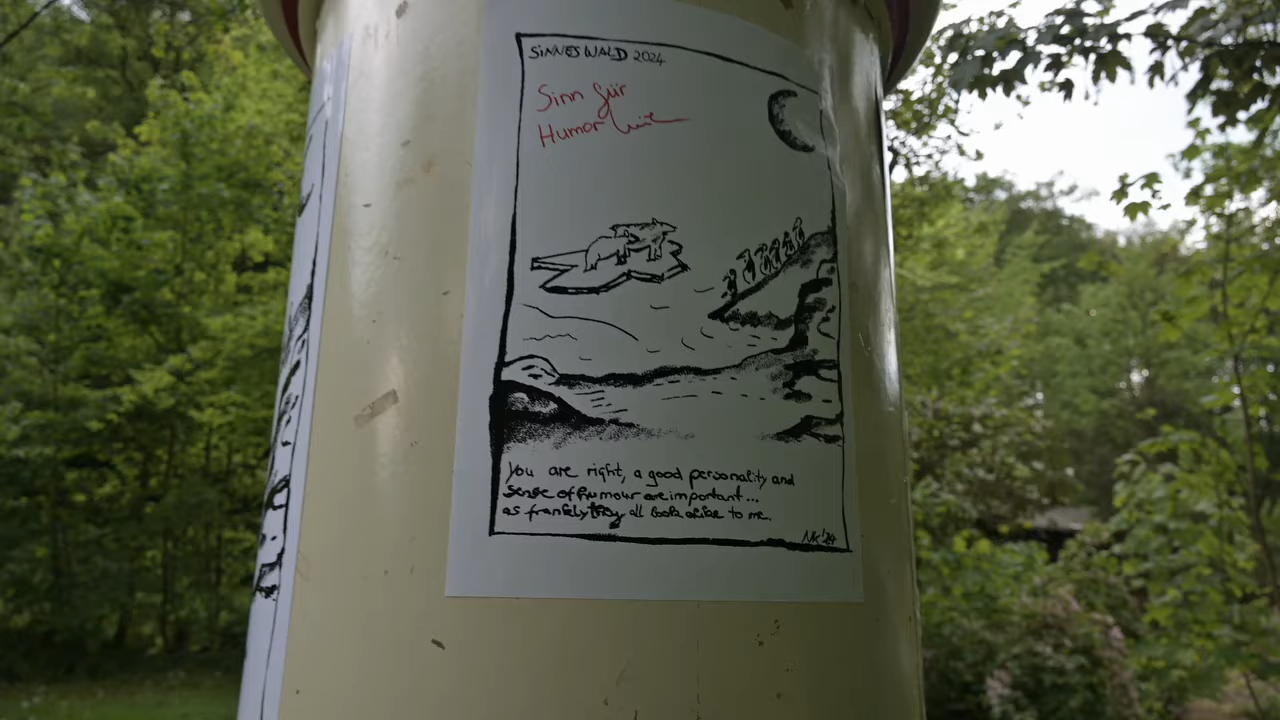 SINNESWALD 2024
Sinn für
Humor
You are right, a good personality and
sense of humour are important...
as frankly they all look alike to me.
NK'24